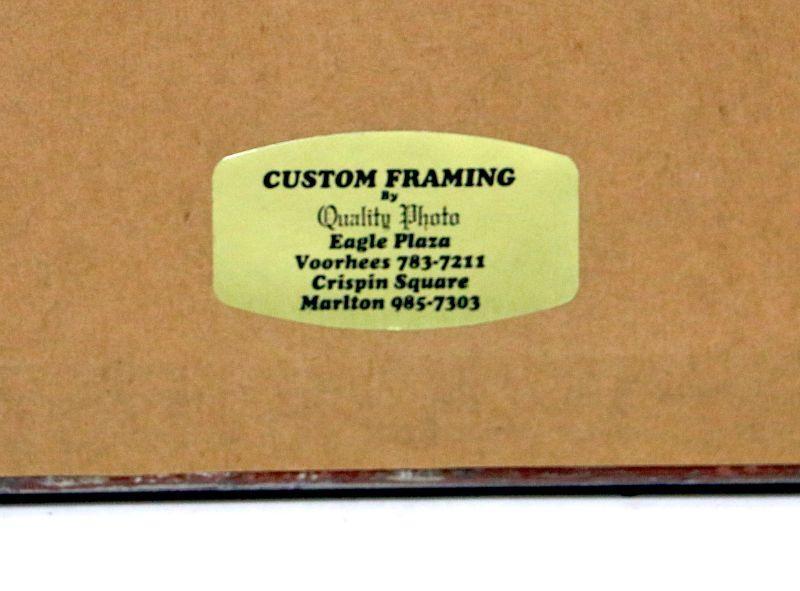 CUSTOM FRAMING
By
Quality Photo
Eagle Plaza
Voorhees 783-7211
Crispin Square
Marlton 985-7303